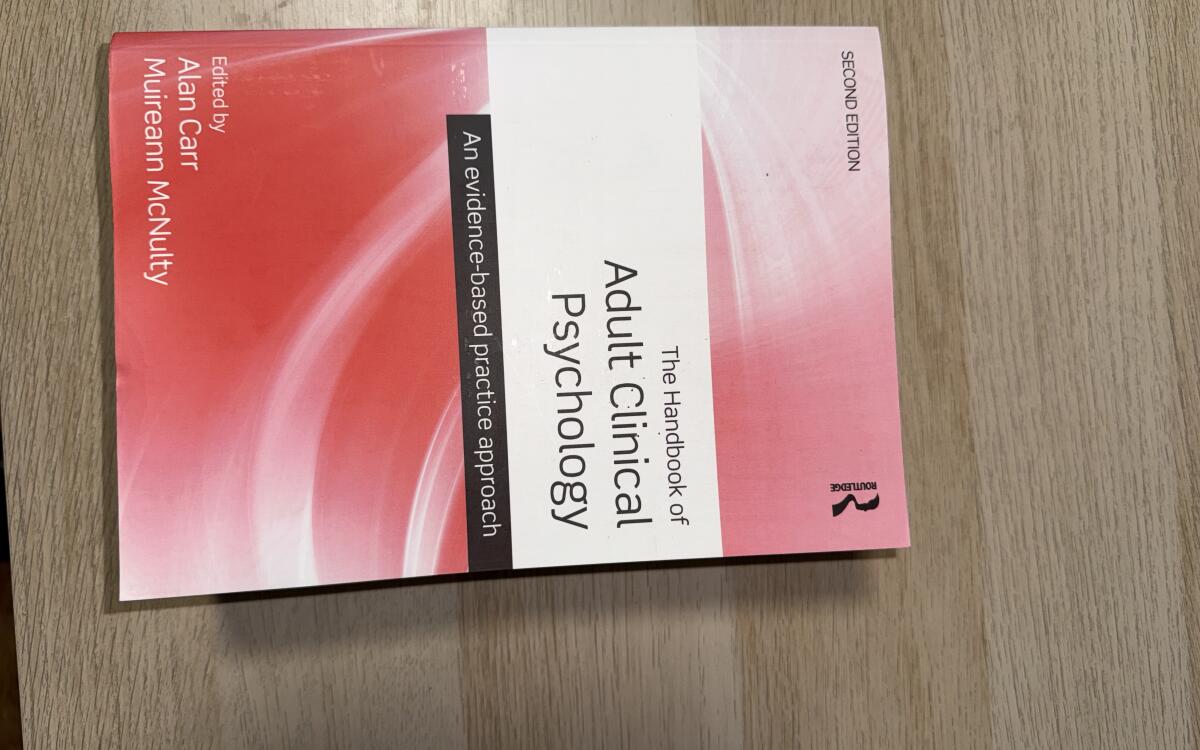 SECOND EDITION
ROUTLEDGE
The Handbook of
Adult Clinical
Psychology
An evidence-based practice approach
Edited by
Alan Carr
Muireann McNulty